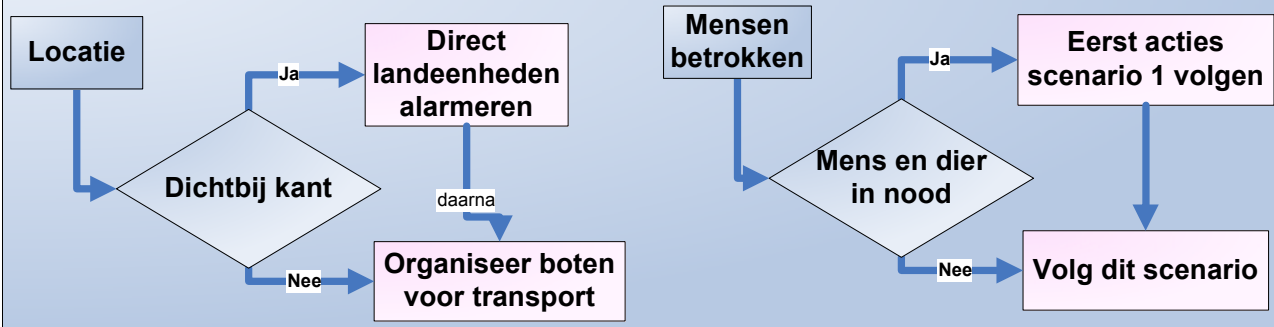 Locatie
Ja
Direct
landeenheden
alarmeren
Dichtbij kant
daarna
Nee
Organiseer boten
voor transport
Mensen
betrokken
Ja
Eerst acties
scenario 1 volgen
Mens en dier
in nood
Nee
Volg dit scenario